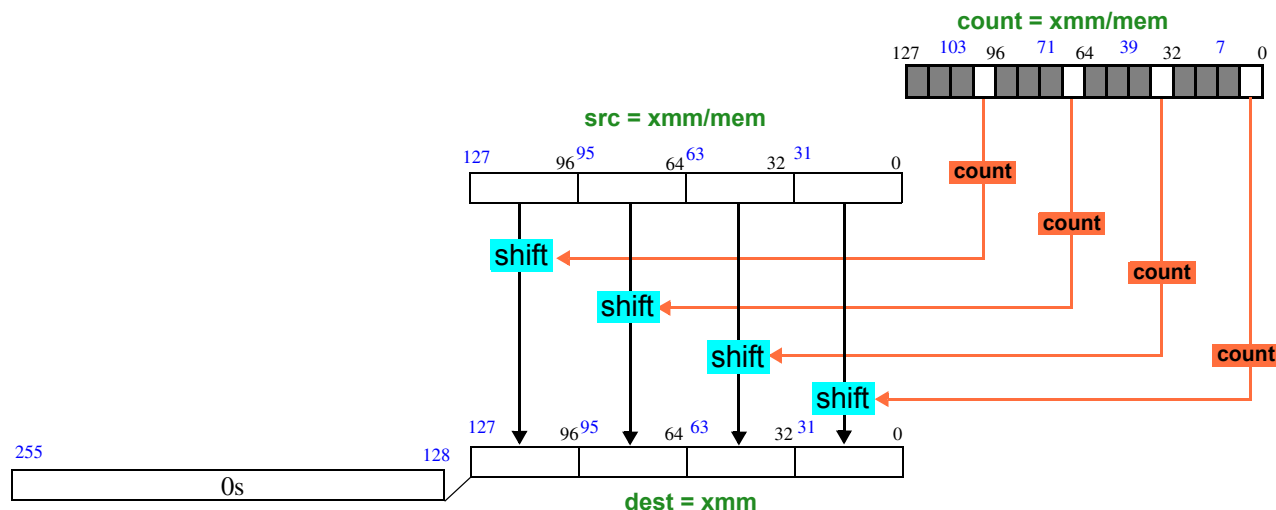 count = xmm/mem
127 103 96 71 64 39 32 7 0
src = xmm/mem
127 96 95 64 63 32 31 0
count
count
shift
count
shift
shift
count
shift
127 96 95 64 63 32 31 0
255 128
0s
dest = xmm